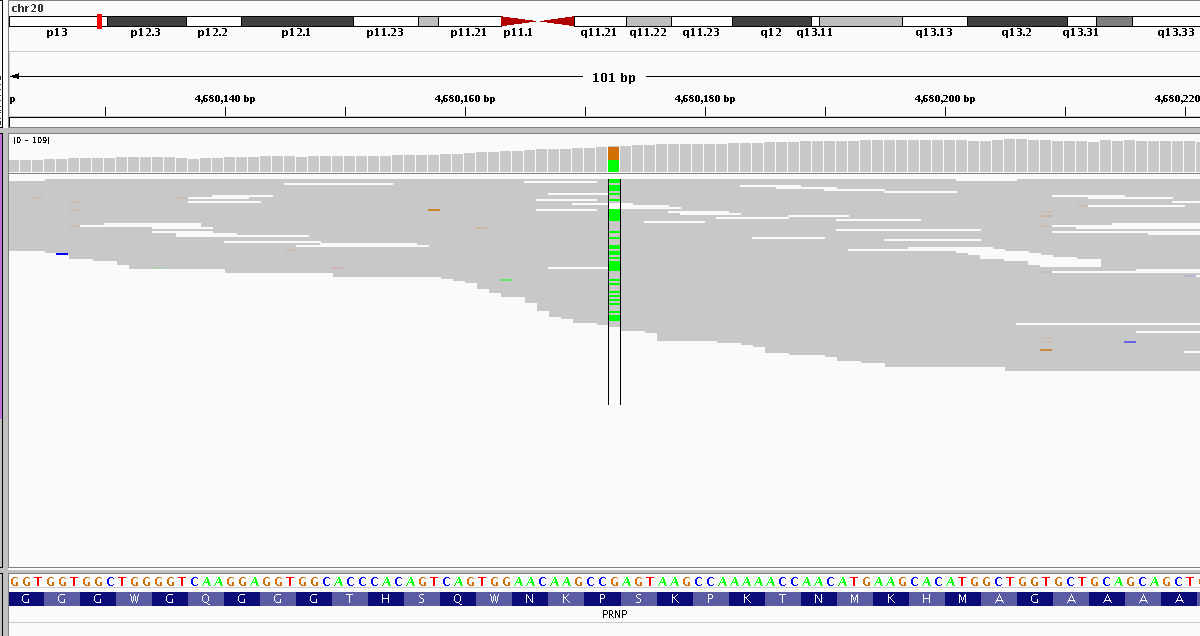 chr20
p13 p12.3 p12.2 p12.1 p11.23 p11.21 p11.1 q11.21 q11.22 q11.23 q12 q13.11 q13.13 q13.2 q13.31 q13.33
101 bp
p 4,680,140 bp 4,680,160 bp 4,680,180 bp 4,680,200 bp 4,680,220
[0 - 109]
GGTGGTGGCTGGGGTCAAGGAGGTGGCACCCACAGTCAGTGGAACAAGCCGAGTAAGCCAAAAACCAACATGAAGCACATGGCTGGTGCTGCAGCAGCT
G G G W G Q G G G T H S Q W N K P S K P K T N M K H M A G A A A A
PRNP